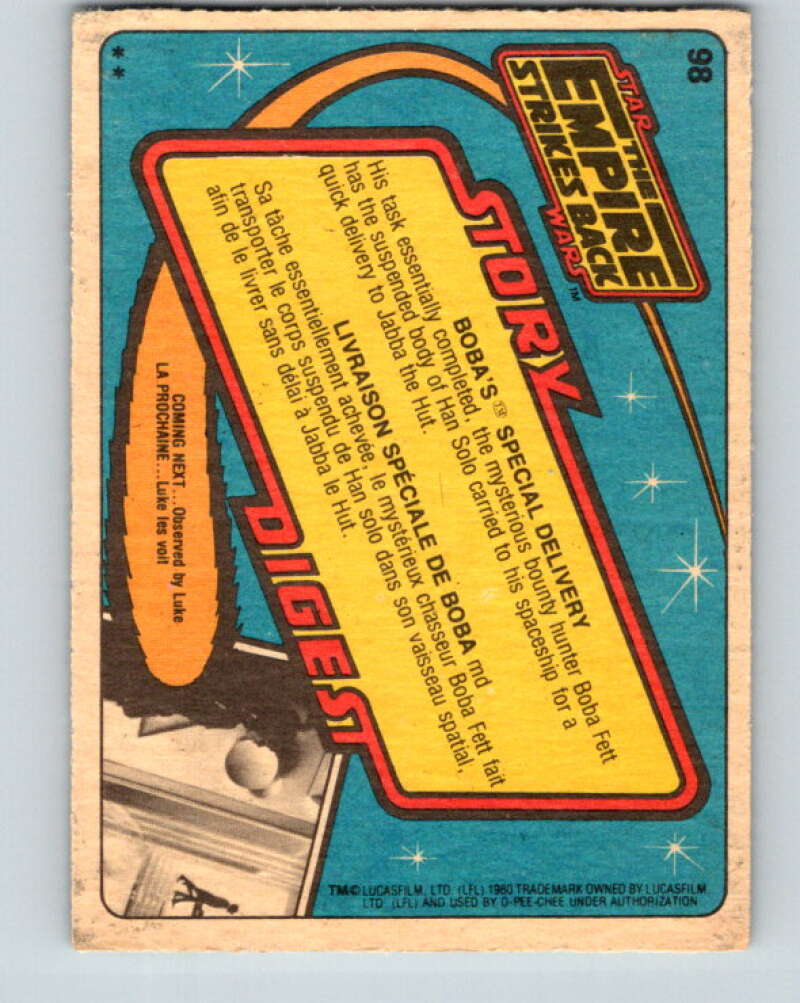 98
STAR
THE
EMPIRE
STRIKES BACK
WARS™
STORY
BOBA'S TM SPECIAL DELIVERY
His task essentially completed, the mysterious bounty hunter Boba Fett
has the suspended body of Han Solo carried to his spaceship for a
quick delivery to Jabba the Hut.
LIVRAISON SPÉCIALE DE BOBA md
Sa tâche essentiellement achevée, le mystérieux chasseur Boba Fett fait
transporter le corps suspendu de Han solo dans son vaisseau spatial,
afin de le livrer sans délai à Jabba le Hut.
DIGEST
COMING NEXT...Observed by Luke
LA PROCHAINE...Luke les voit
**
TM© LUCASFILM, LTD. (LFL) 1980 TRADEMARK OWNED BY LUCASFILM
LTD. (LFL) AND USED BY O-PEE-CHEE UNDER AUTHORIZATION